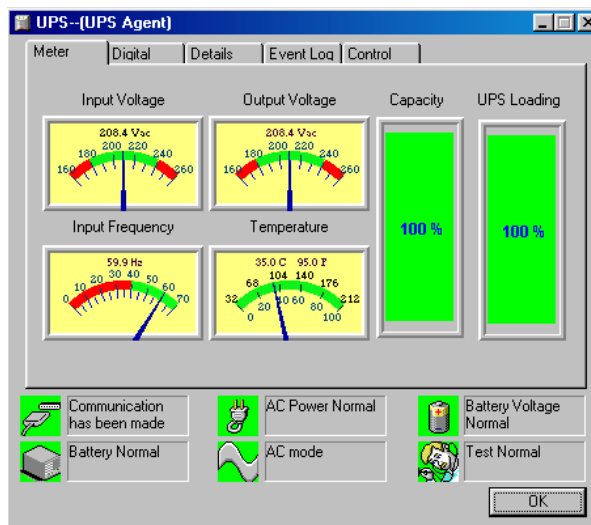 UPS--(UPS Agent)
Meter Digital Details Event Log Control
Input Voltage Output Voltage Capacity UPS Loading
208.4 Vac 208.4 Vac
160 180 200 220 240 260 160 180 200 220 240 260
100 % 100 %
Input Frequency Temperature
59.9 Hz 35.0 C 95.0 F
0 10 20 30 40 50 60 70 32 68 104 140 176 212
0 20 40 60 80 100
Communication has been made
AC Power Normal
Battery Voltage Normal
Battery Normal
AC mode
Test Normal
OK